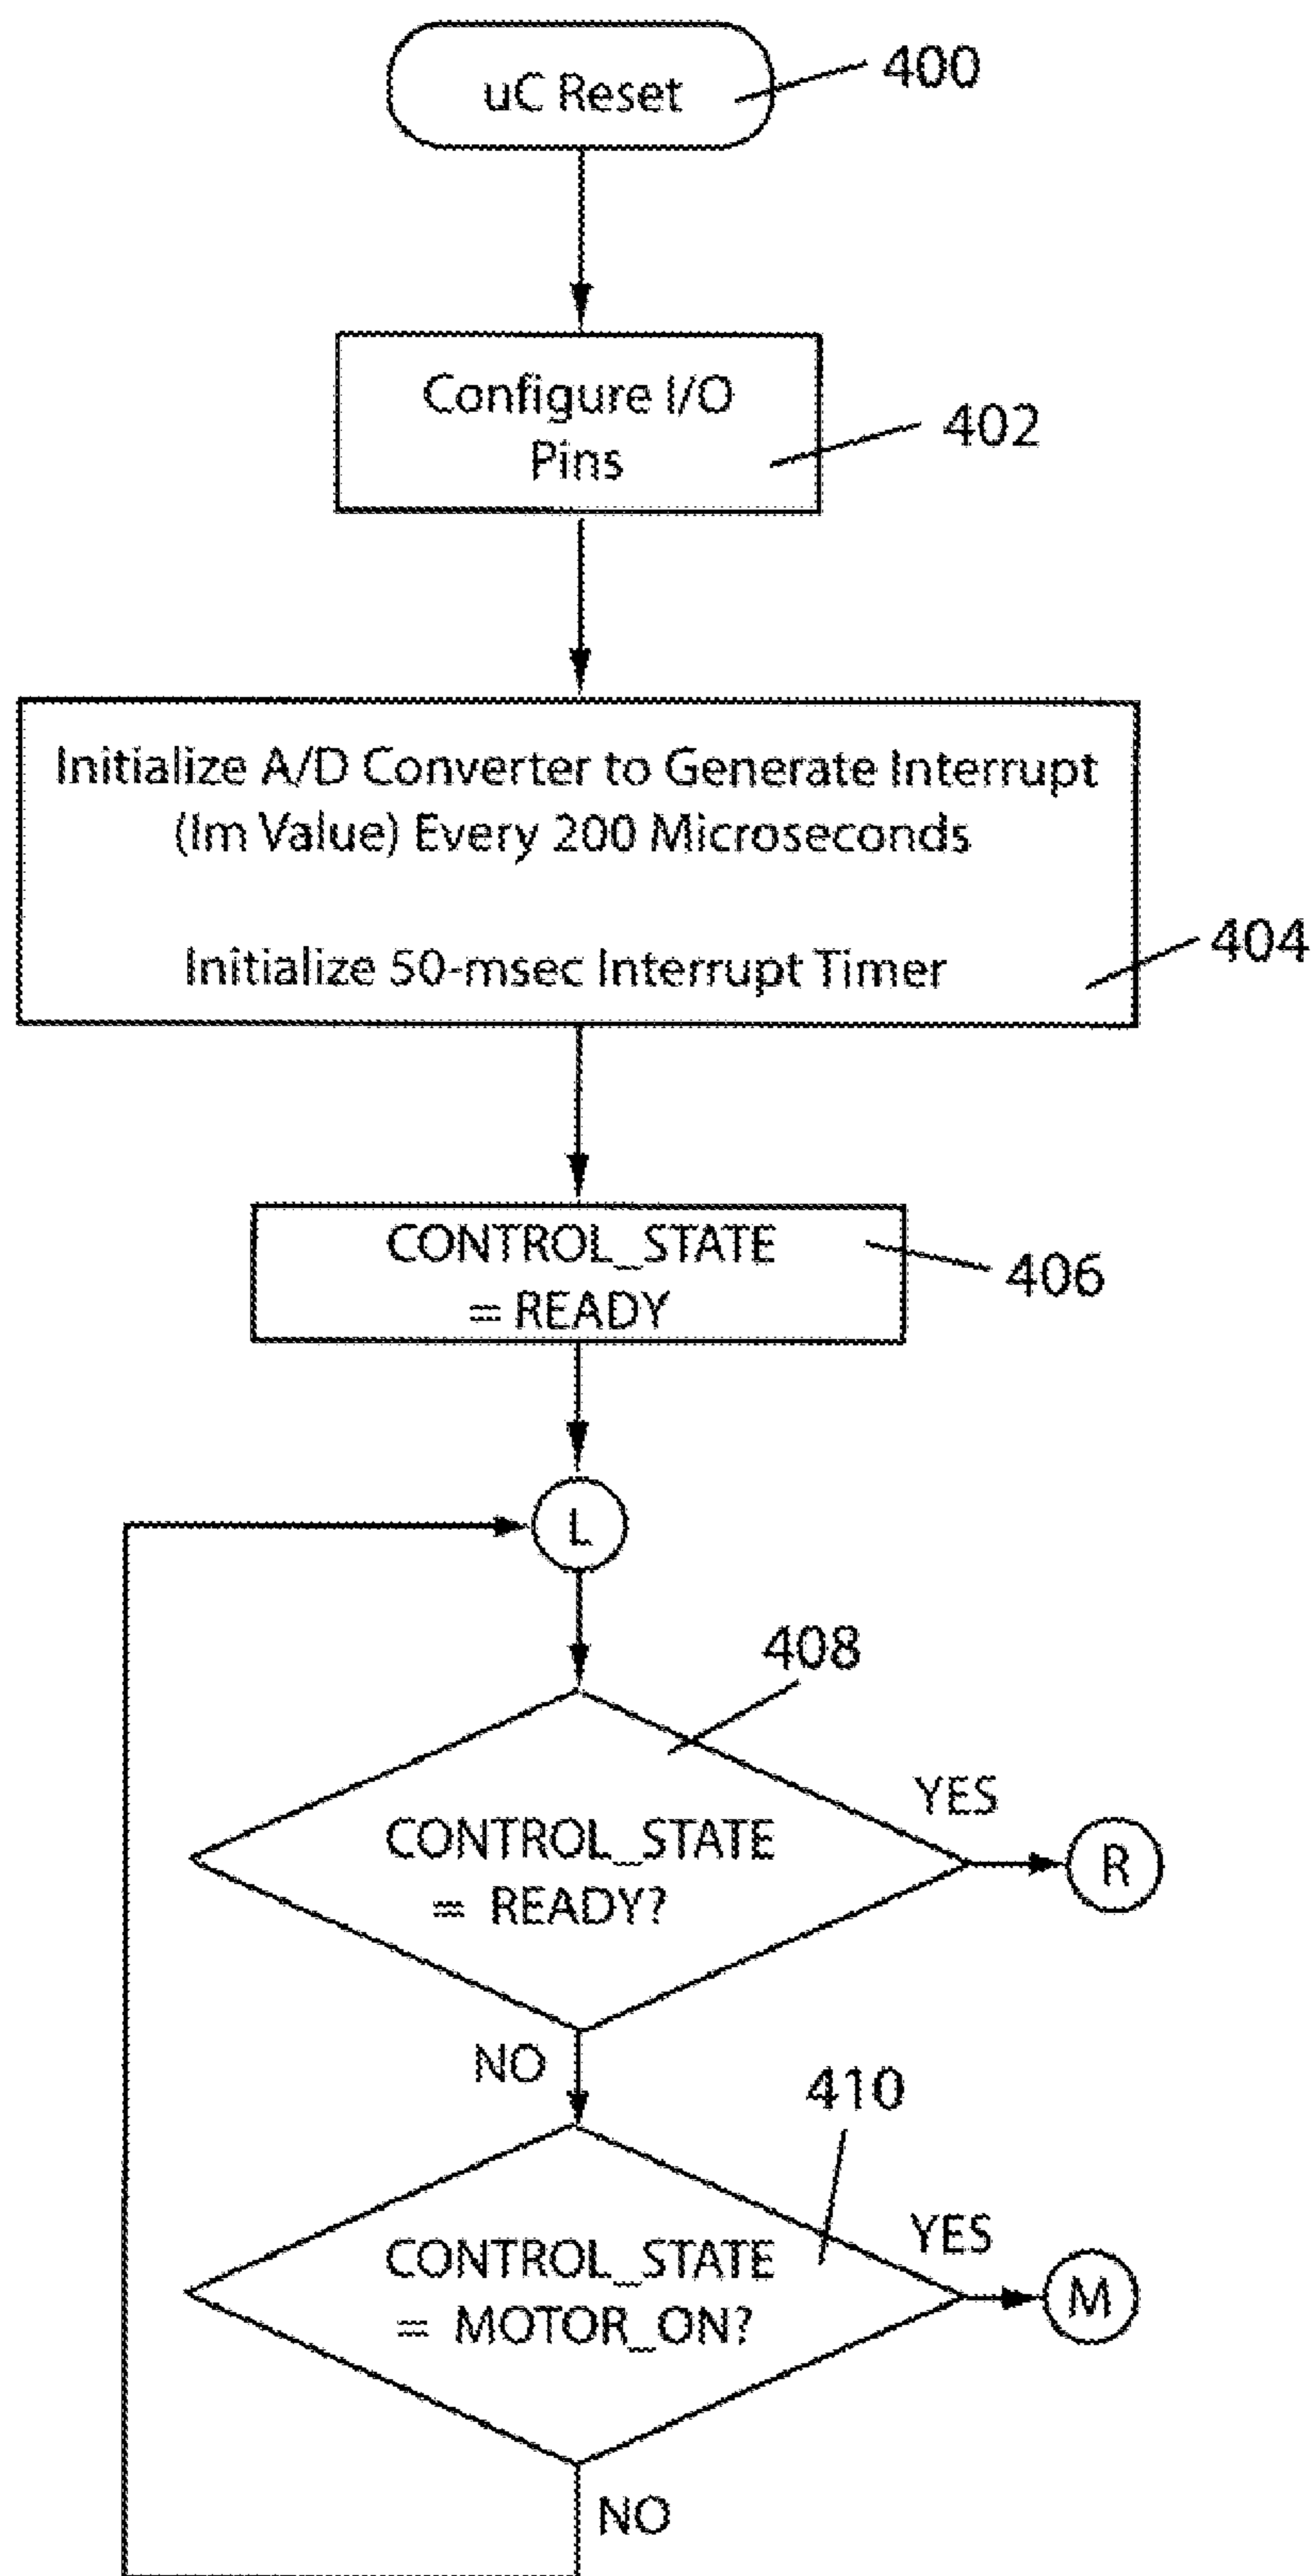 uC Reset
400
Configure I/O
Pins
402
Initialize A/D Converter to Generate Interrupt
(Im Value) Every 200 Microseconds
Initialize 50-msec Interrupt Timer
404
CONTROL_STATE
= READY
406
L
408
CONTROL_STATE
= READY?
YES
R
NO
410
CONTROL_STATE
= MOTOR_ON?
YES
M
NO